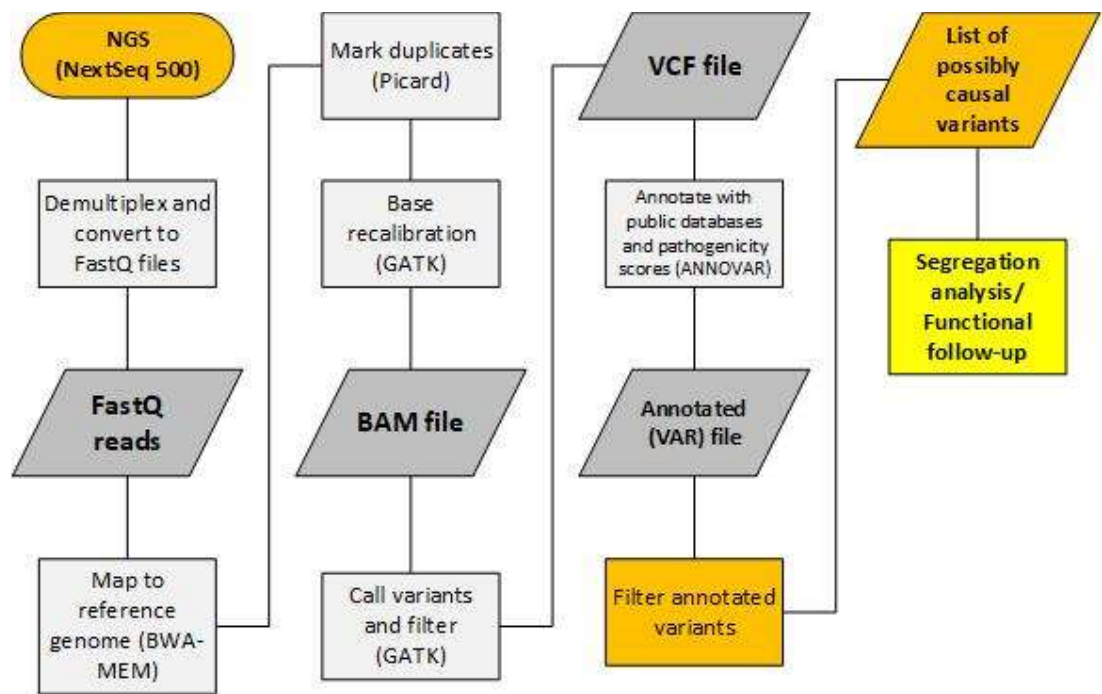 NGS
(NextSeq 500)
Demultiplex and
convert to
FastQ files
FastQ
reads
Map to
reference
genome (BWA-
MEM)
Mark duplicates
(Picard)
Base
recalibration
(GATK)
BAM file
Call variants
and filter
(GATK)
VCF file
Annotate with
public databases
and pathogenicity
scores (ANNOVAR)
Annotated
(VAR) file
Filter annotated
variants
List of
possibly
causal
variants
Segregation
analysis/
Functional
follow-up